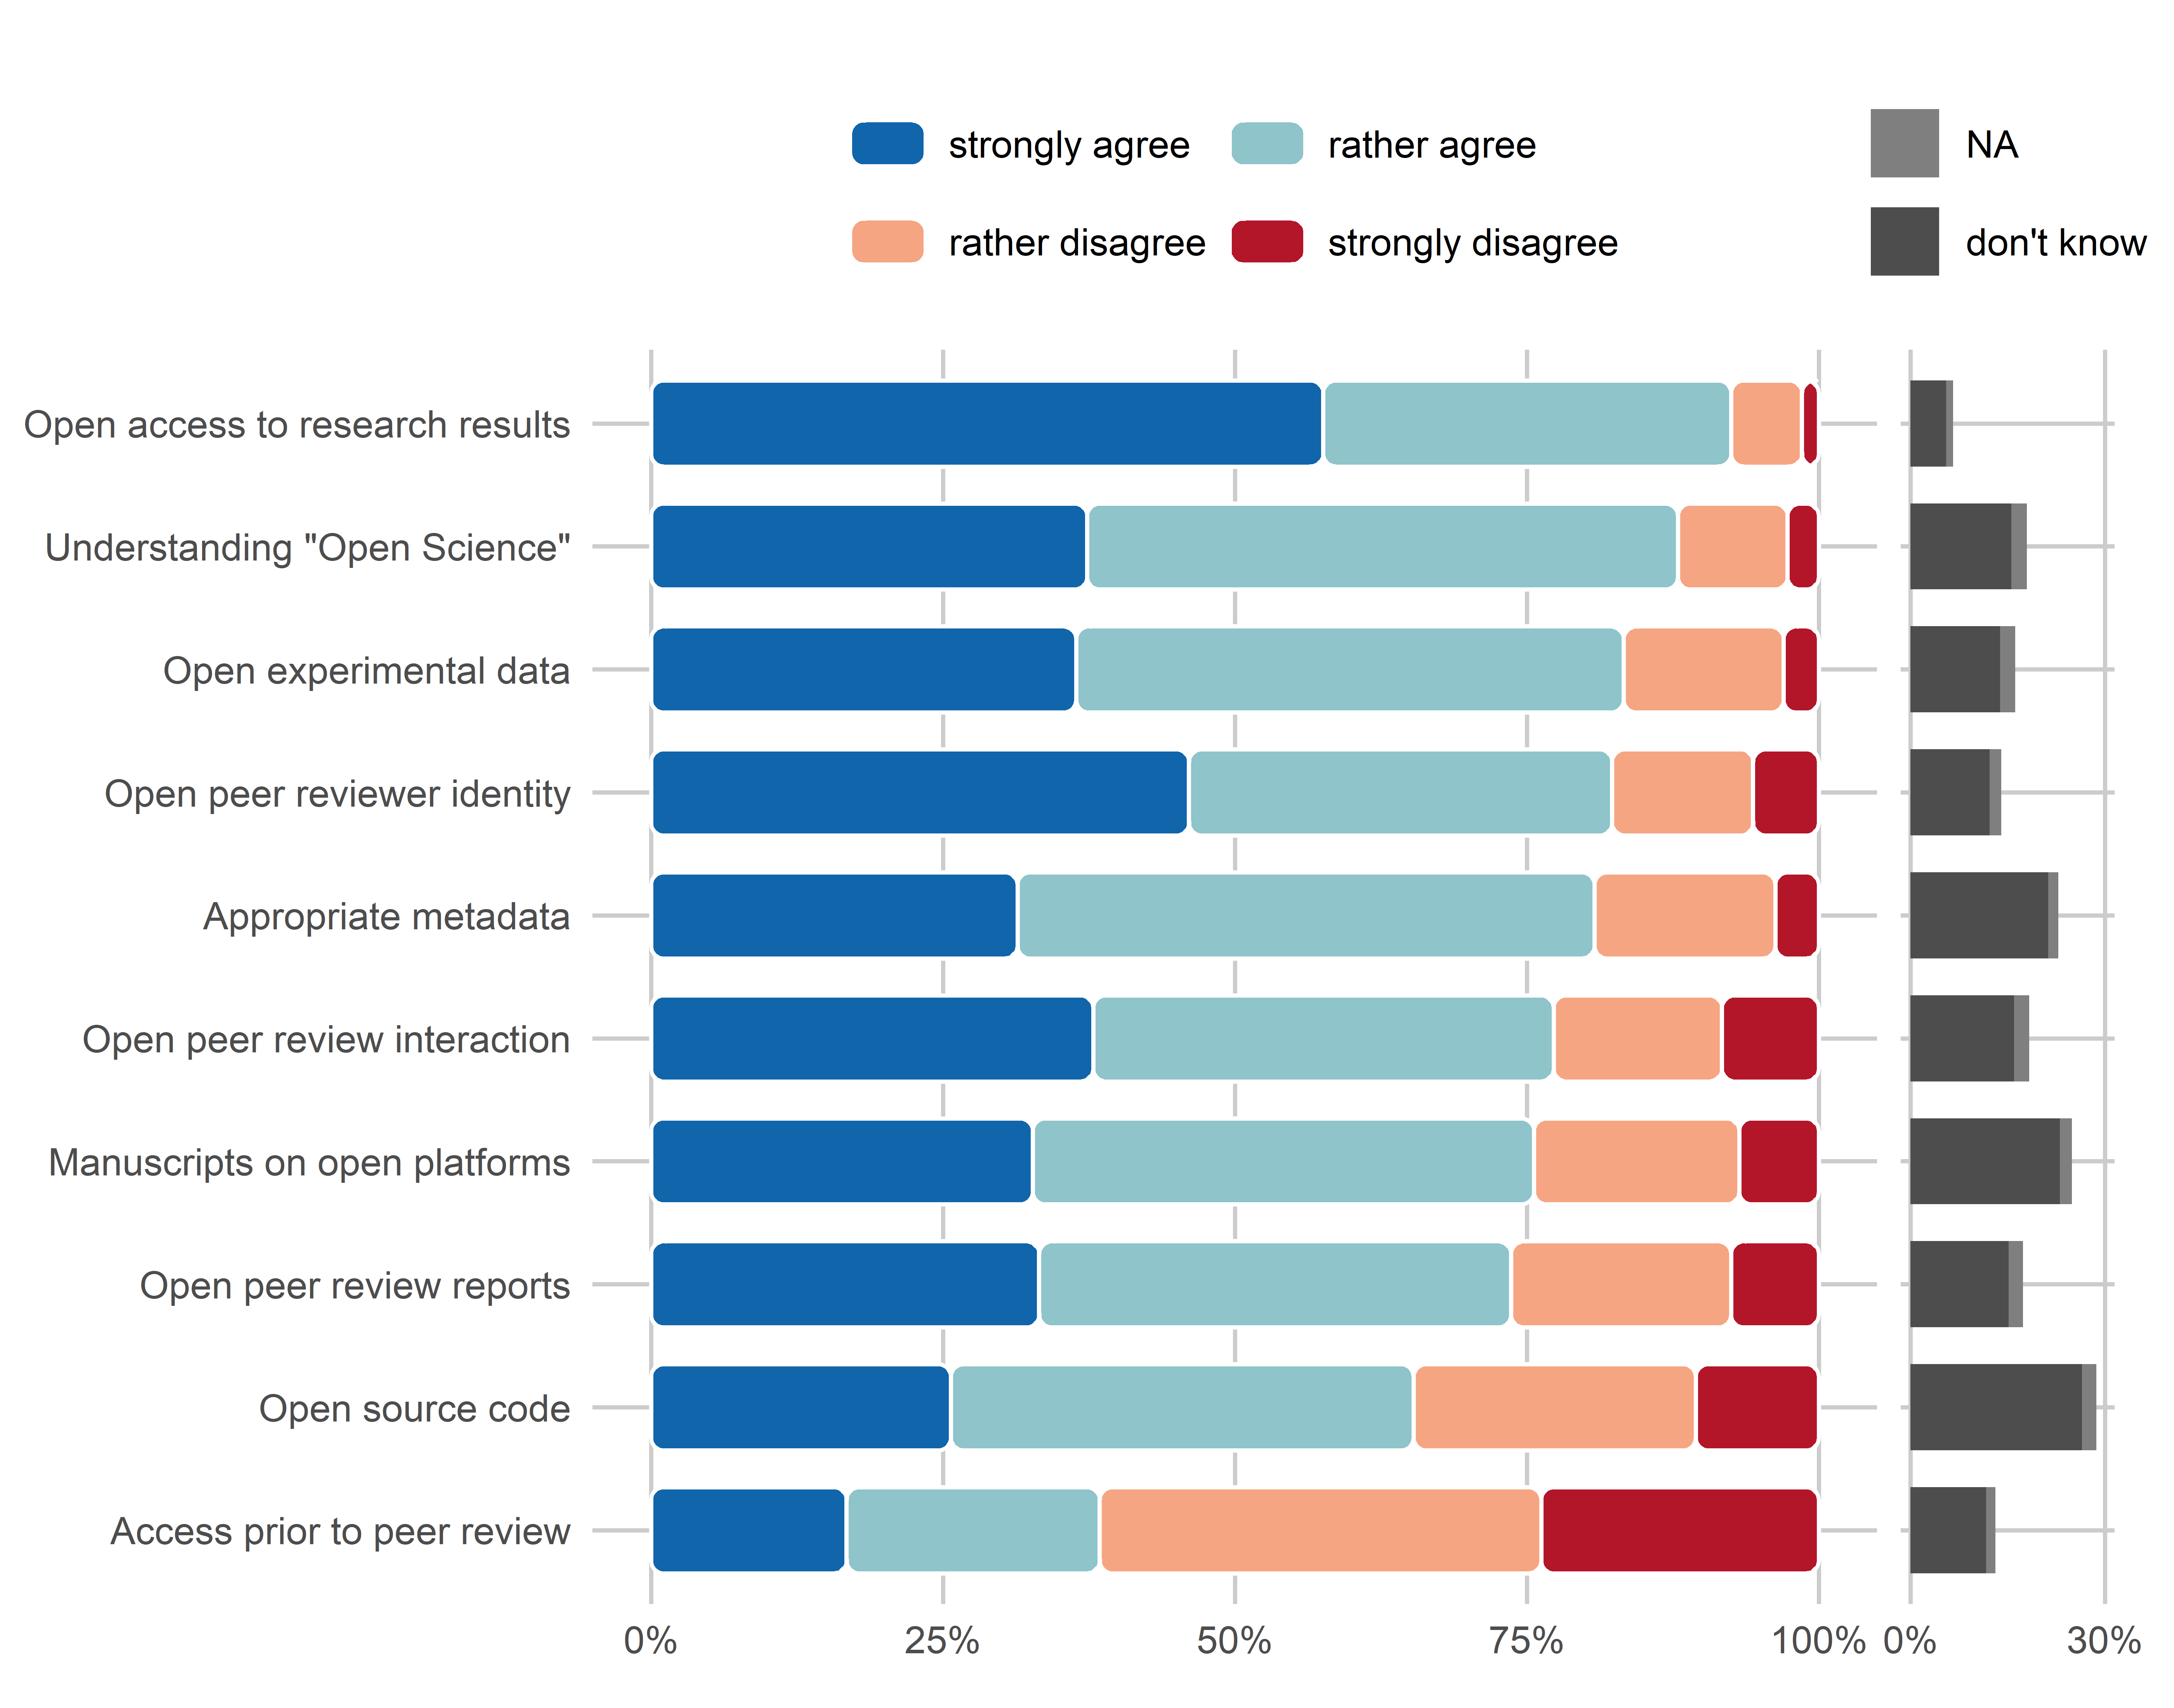 strongly agree
rather agree
NA
rather disagree
strongly disagree
don't know
Open access to research results
Understanding "Open Science"
Open experimental data
Open peer reviewer identity
Appropriate metadata
Open peer review interaction
Manuscripts on open platforms
Open peer review reports
Open source code
Access prior to peer review
0%
25%
50%
75%
100%
0%
30%